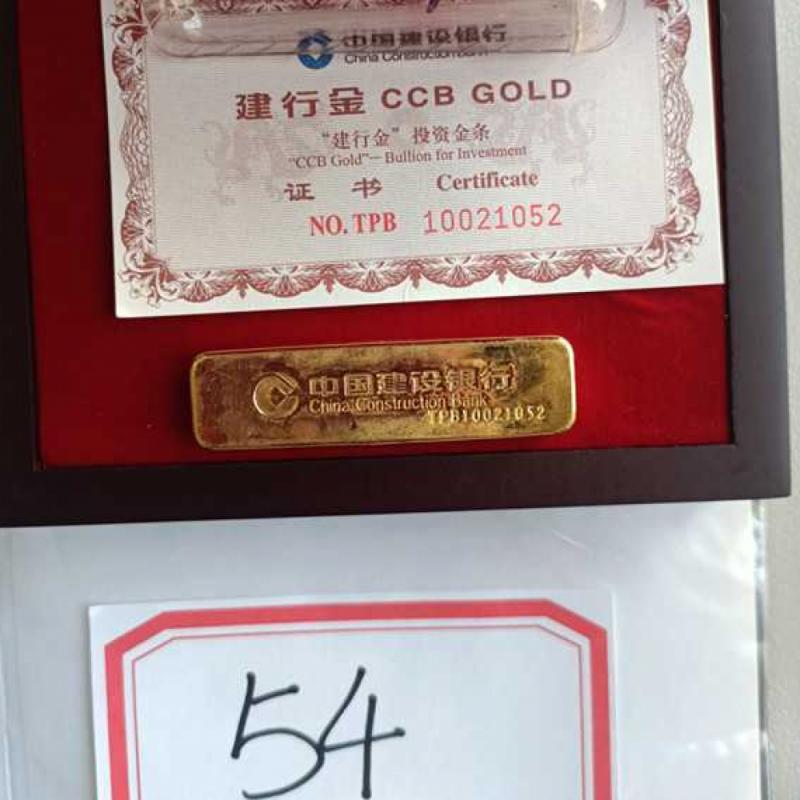 中国建设银行
China Construction Bank
建行金 CCB GOLD
“建行金”投资金条
“CCB Gold”—Bullion for Investment
证书 Certificate
NO. TPB 10021052
中国建设银行
China Construction Bank
TPB10021052
54